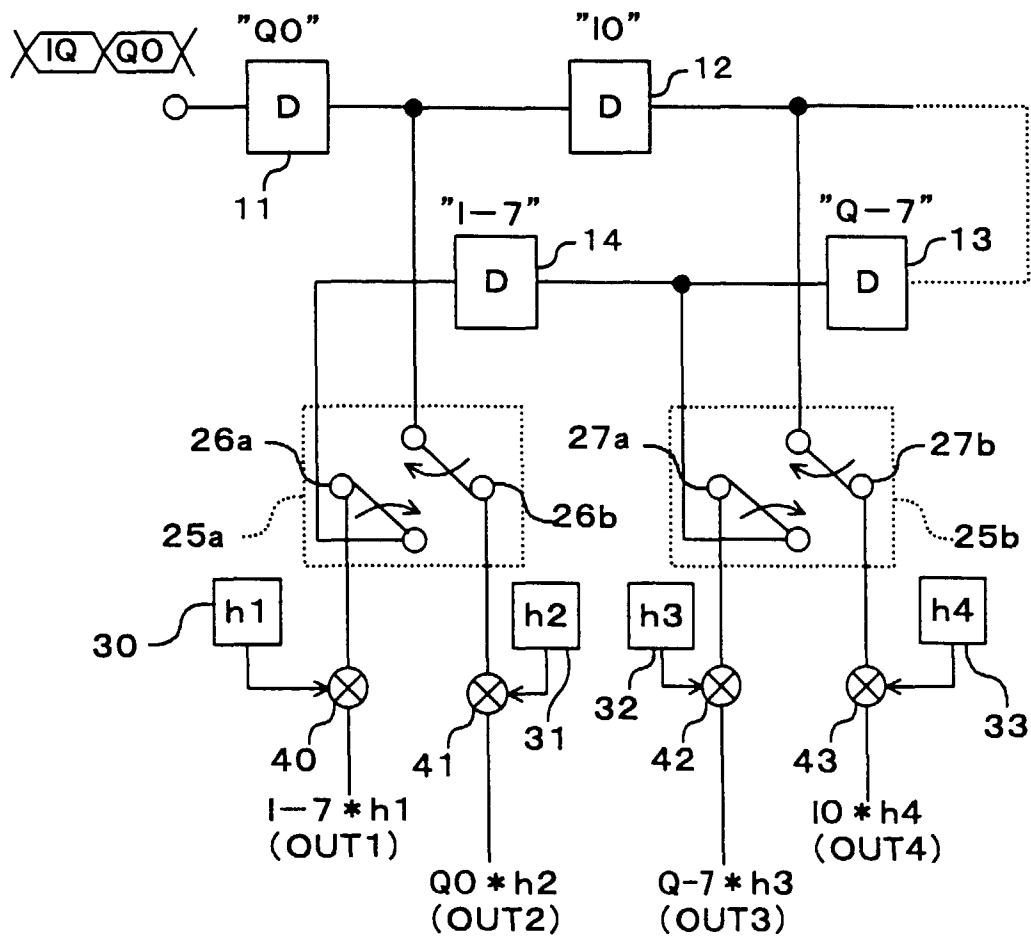 "Q0" "I0"
IQ Q0
D D 12
11
"I-7" "Q-7"
14 13
D D
26a 27a 27b
26b
25a 25b
h1 h2 h3 h4
30
31 32 33
40 41 42 43
I-7*h1
(OUT1)
I0*h4
(OUT4)
Q0*h2
(OUT2)
Q-7*h3
(OUT3)